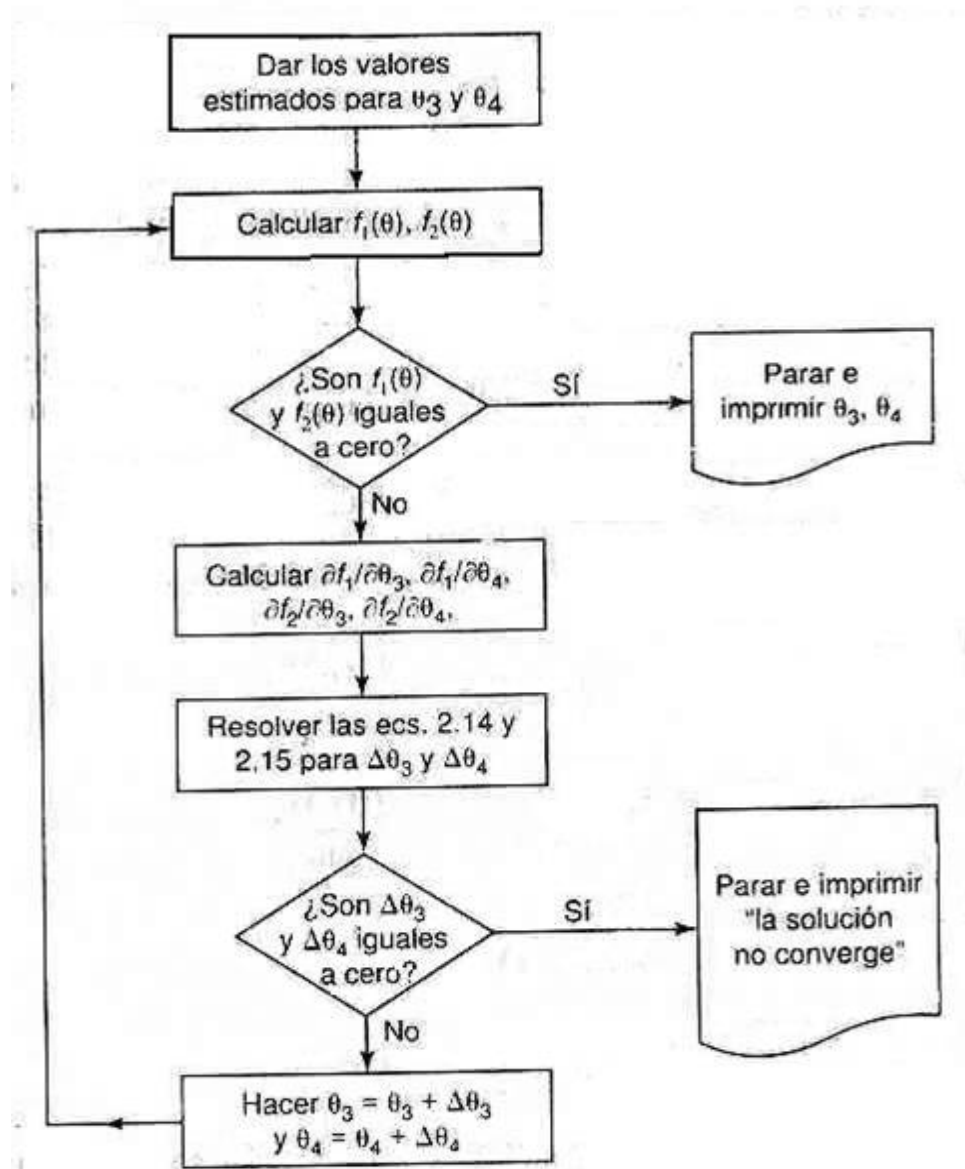 Dar los valores
estimados para θ3 y θ4
Calcular f₁(θ), f₂(θ)
¿Son f₁(θ)
y f₂(θ) iguales
a cero?
Sí
Parar e
imprimir θ3, θ4
No
Calcular ∂f₁/∂θ3, ∂f₁/∂θ4,
∂f₂/∂θ3, ∂f₂/∂θ4,
Resolver las ecs. 2.14 y
2.15 para Δθ3 y Δθ4
¿Son Δθ3
y Δθ4 iguales
a cero?
Sí
Parar e imprimir
“la solución
no converge”
No
Hacer θ3 = θ3 + Δθ3
y θ4 = θ4 + Δθ4